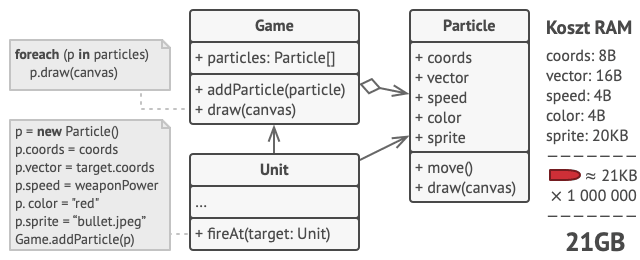 foreach (p in particles)
p.draw(canvas)
p = new Particle()
p.coords = coords
p.vector = target.coords
p.speed = weaponPower
p. color = "red"
p.sprite = “bullet.jpeg”
Game.addParticle(p)
Game
+ particles: Particle[]
+ addParticle(particle)
+ draw(canvas)
Unit
...
+ fireAt(target: Unit)
Particle
+ coords
+ vector
+ speed
+ color
+ sprite
+ move()
+ draw(canvas)
Koszt RAM
coords: 8B
vector: 16B
speed: 4B
color: 4B
sprite: 20KB
≈ 21KB
× 1 000 000
21GB